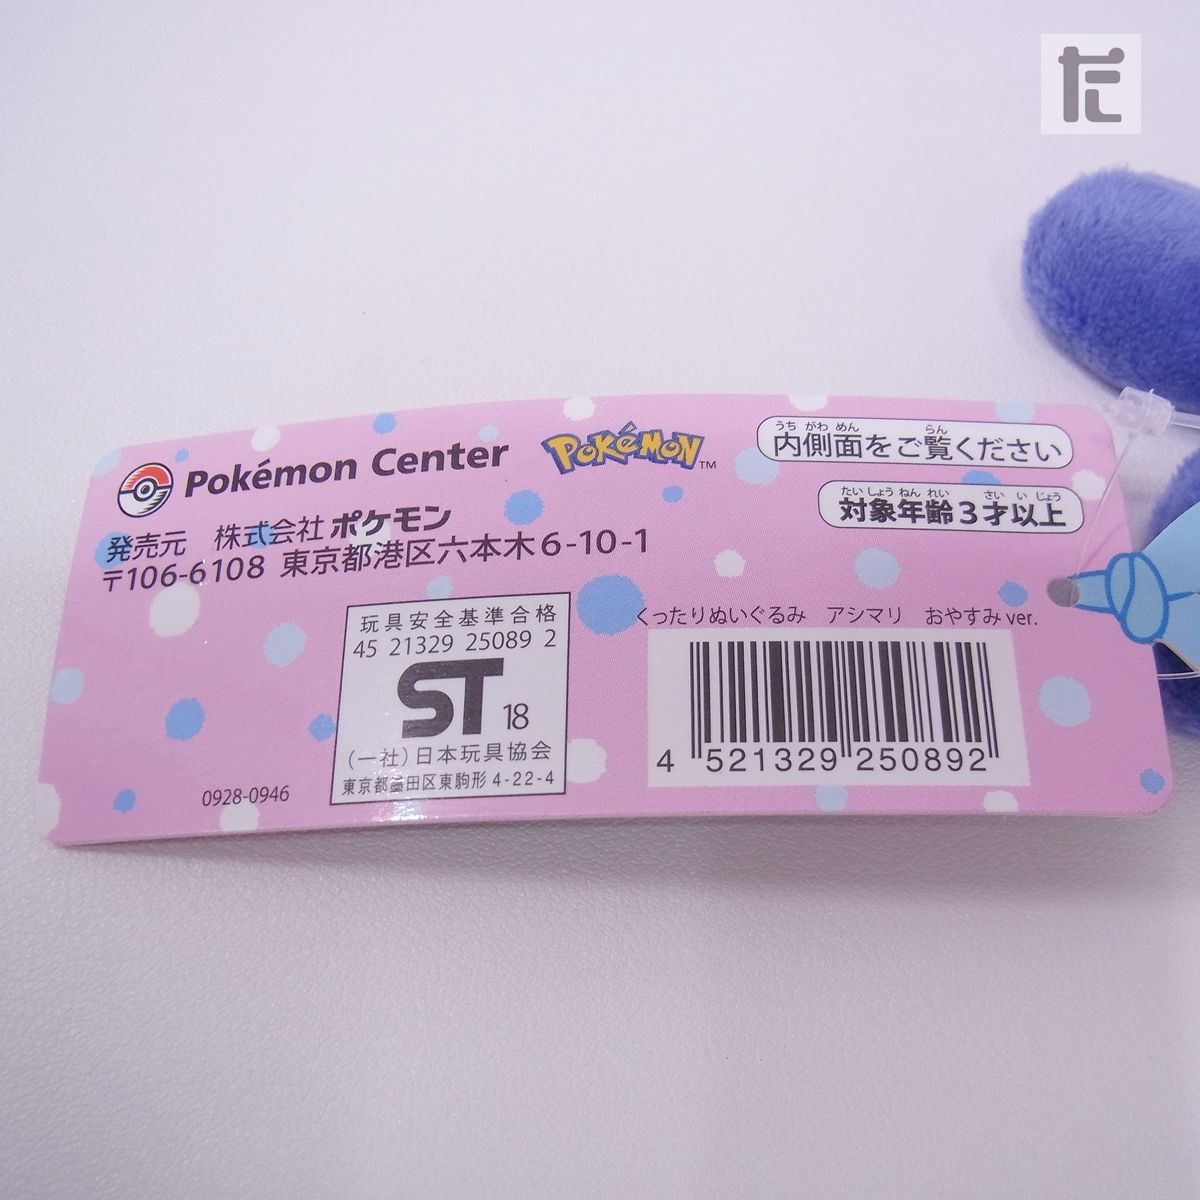 だ
Pokémon Center
POKéMON™
うちがわめん らん
内側面をご覧ください
たいしょうねんれい さいいじょう
対象年齢3才以上
発売元 株式会社 ポケモン
〒106-6108 東京都港区六本木6-10-1
くったりぬいぐるみ アシマリ おやすみver.
玩具安全基準合格
45 21329 25089 2
ST 18
(一社)日本玩具協会
東京都墨田区東駒形 4-22-4
4 521329 250892
0928-0946